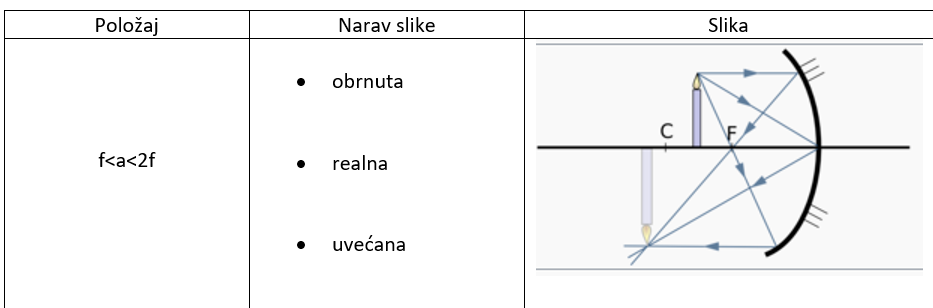 Položaj
Narav slike
Slika
f<a<2f
• obrnuta
• realna
• uvećana
C
F